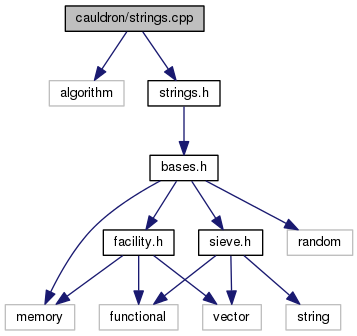 cauldron/strings.cpp
algorithm
strings.h
bases.h
facility.h
sieve.h
random
memory
functional
vector
string